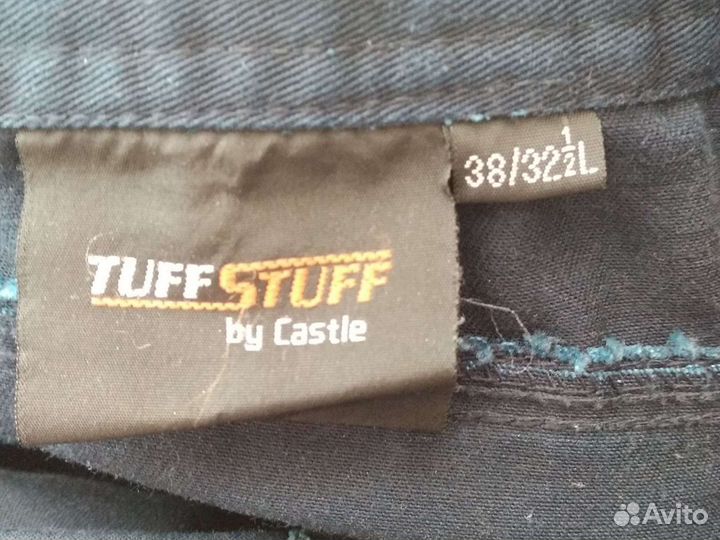 38/32½L
TUFF STUFF
by Castle
Avito